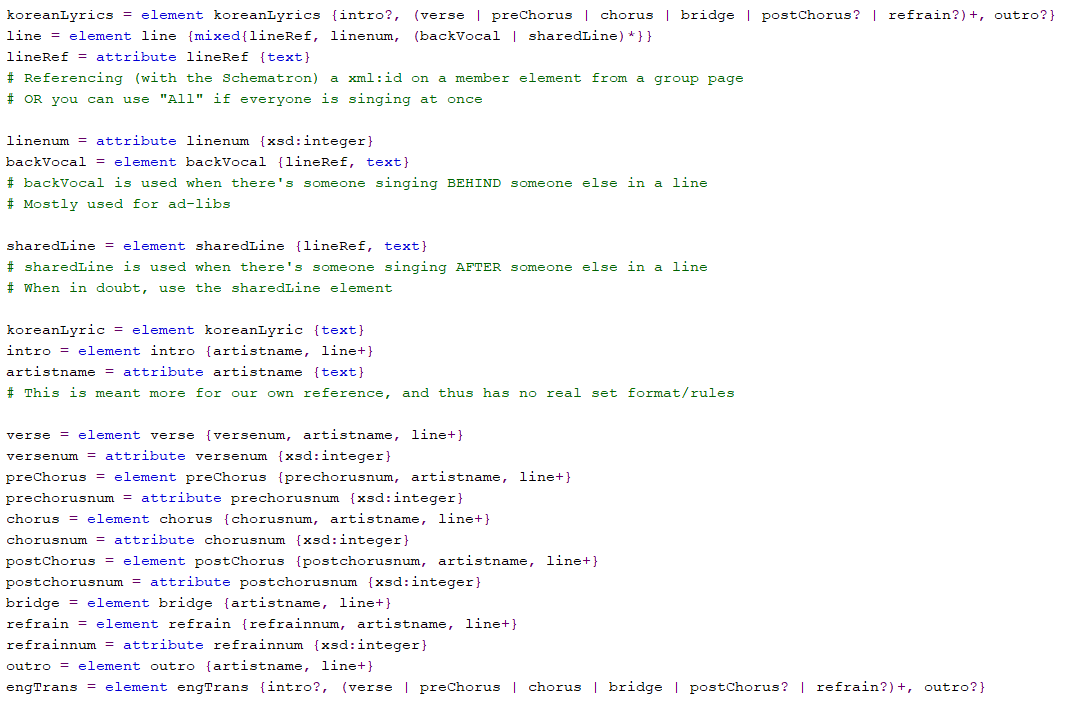 koreanLyrics = element koreanLyrics {intro?, (verse | preChorus | chorus | bridge | postChorus? | refrain?)+, outro?}
line = element line {mixed{lineRef, linenum, (backVocal | sharedLine)*}}
lineRef = attribute lineRef {text}
# Referencing (with the Schematron) a xml:id on a member element from a group page
# OR you can use "All" if everyone is singing at once
linenum = attribute linenum {xsd:integer}
backVocal = element backVocal {lineRef, text}
# backVocal is used when there's someone singing BEHIND someone else in a line
# Mostly used for ad-libs
sharedLine = element sharedLine {lineRef, text}
# sharedLine is used when there's someone singing AFTER someone else in a line
# When in doubt, use the sharedLine element
koreanLyric = element koreanLyric {text}
intro = element intro {artistname, line+}
artistname = attribute artistname {text}
# This is meant more for our own reference, and thus has no real set format/rules
verse = element verse {versenum, artistname, line+}
versenum = attribute versenum {xsd:integer}
preChorus = element preChorus {prechorusnum, artistname, line+}
prechorusnum = attribute prechorusnum {xsd:integer}
chorus = element chorus {chorusnum, artistname, line+}
chorusnum = attribute chorusnum {xsd:integer}
postChorus = element postChorus {postchorusnum, artistname, line+}
postchorusnum = attribute postchorusnum {xsd:integer}
bridge = element bridge {artistname, line+}
refrain = element refrain {refrainnum, artistname, line+}
refrainnum = attribute refrainnum {xsd:integer}
outro = element outro {artistname, line+}
engTrans = element engTrans {intro?, (verse | preChorus | chorus | bridge | postChorus? | refrain?)+, outro?}